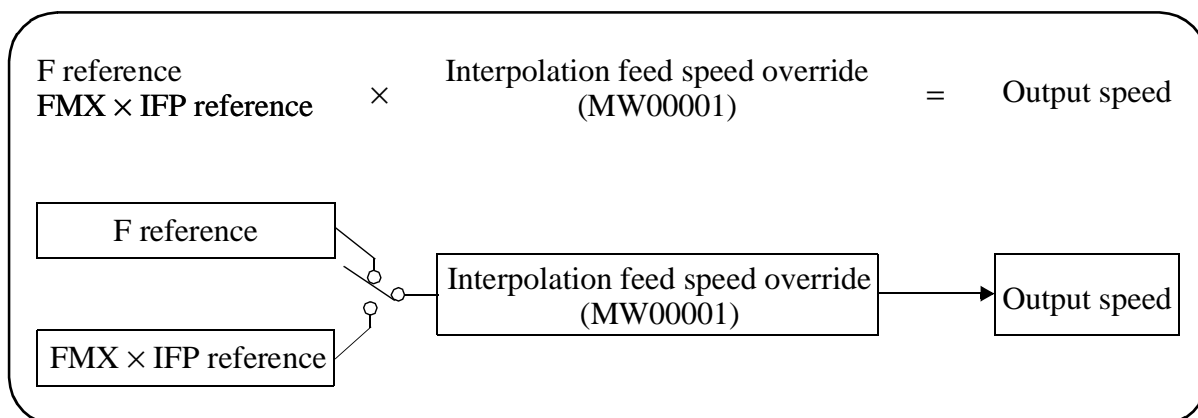 F reference
FMX × IFP reference × Interpolation feed speed override (MW00001) = Output speed
F reference
Interpolation feed speed override
(MW00001)
Output speed
FMX × IFP reference